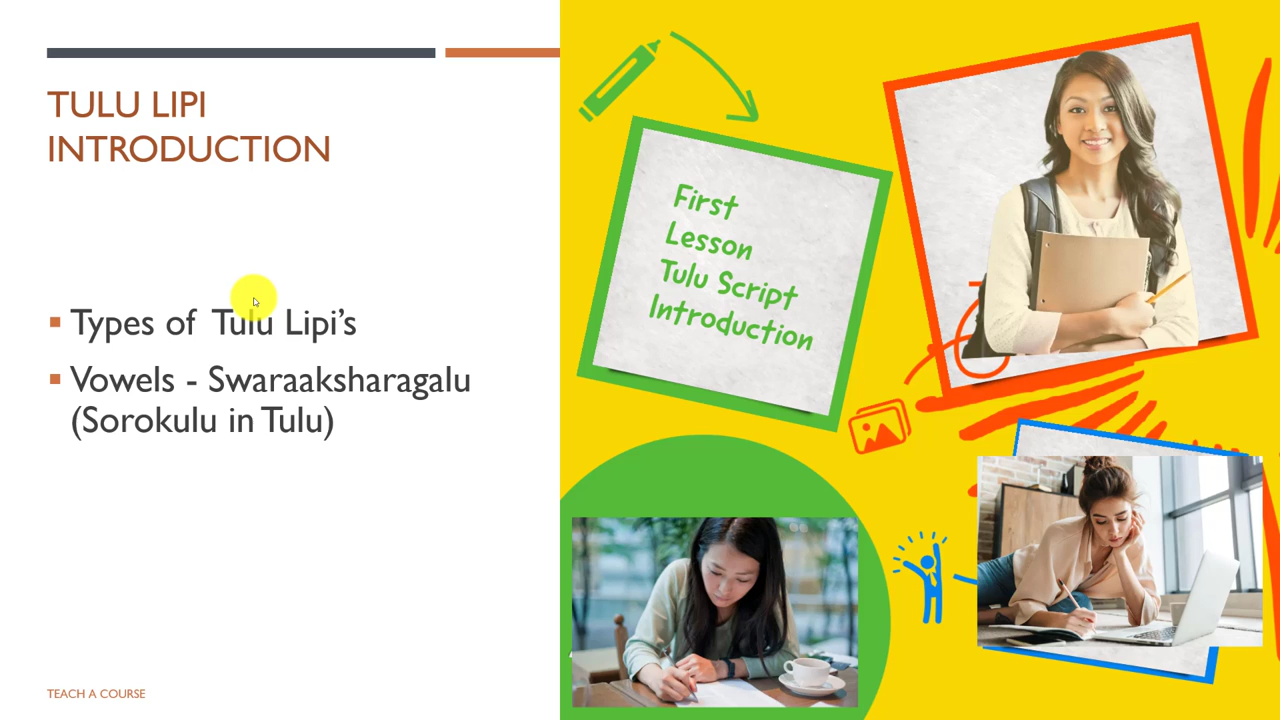 TULU LIPI
INTRODUCTION
Types of Tulu Lipi's
Vowels - Swaraaksharagalu
(Sorokulu in Tulu)
TEACH A COURSE
First
Lesson
Tulu Script
Introduction